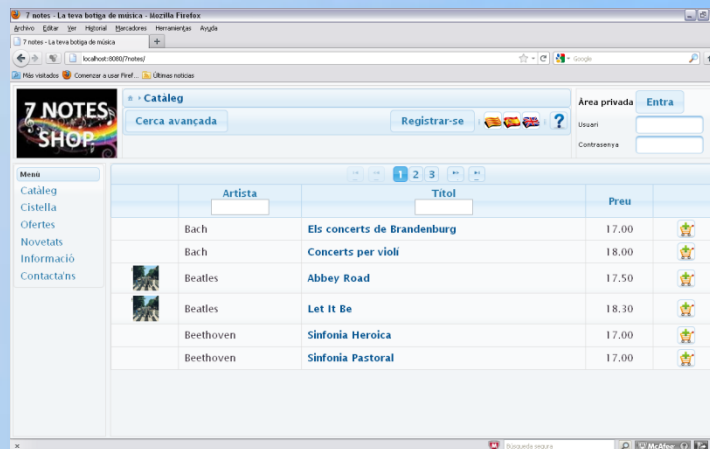 7 notes - La teva botiga de música - Mozilla Firefox
Archivo Editar Ver Historial Marcadores Herramientas Ayuda
7 notes - La teva botiga de música +
localhost:8080/7notes/ Google
Más visitados Comenzar a usar Firef... Últimas noticias
7 NOTES
SHOP
Catàleg
Cerca avançada Registrar-se ?
Àrea privada Entra
Usuari
Contrasenya
Menú
Catàleg
Cistella
Ofertes
Novetats
Informació
Contacta'ns
1 2 3
Artista Títol Preu
Bach Els concerts de Brandenburg 17.00
Bach Concerts per violí 18.00
Beatles Abbey Road 17.50
Beatles Let It Be 18.30
Beethoven Sinfonia Heroica 17.00
Beethoven Sinfonia Pastoral 17.00
× Búsqueda segura McAfee